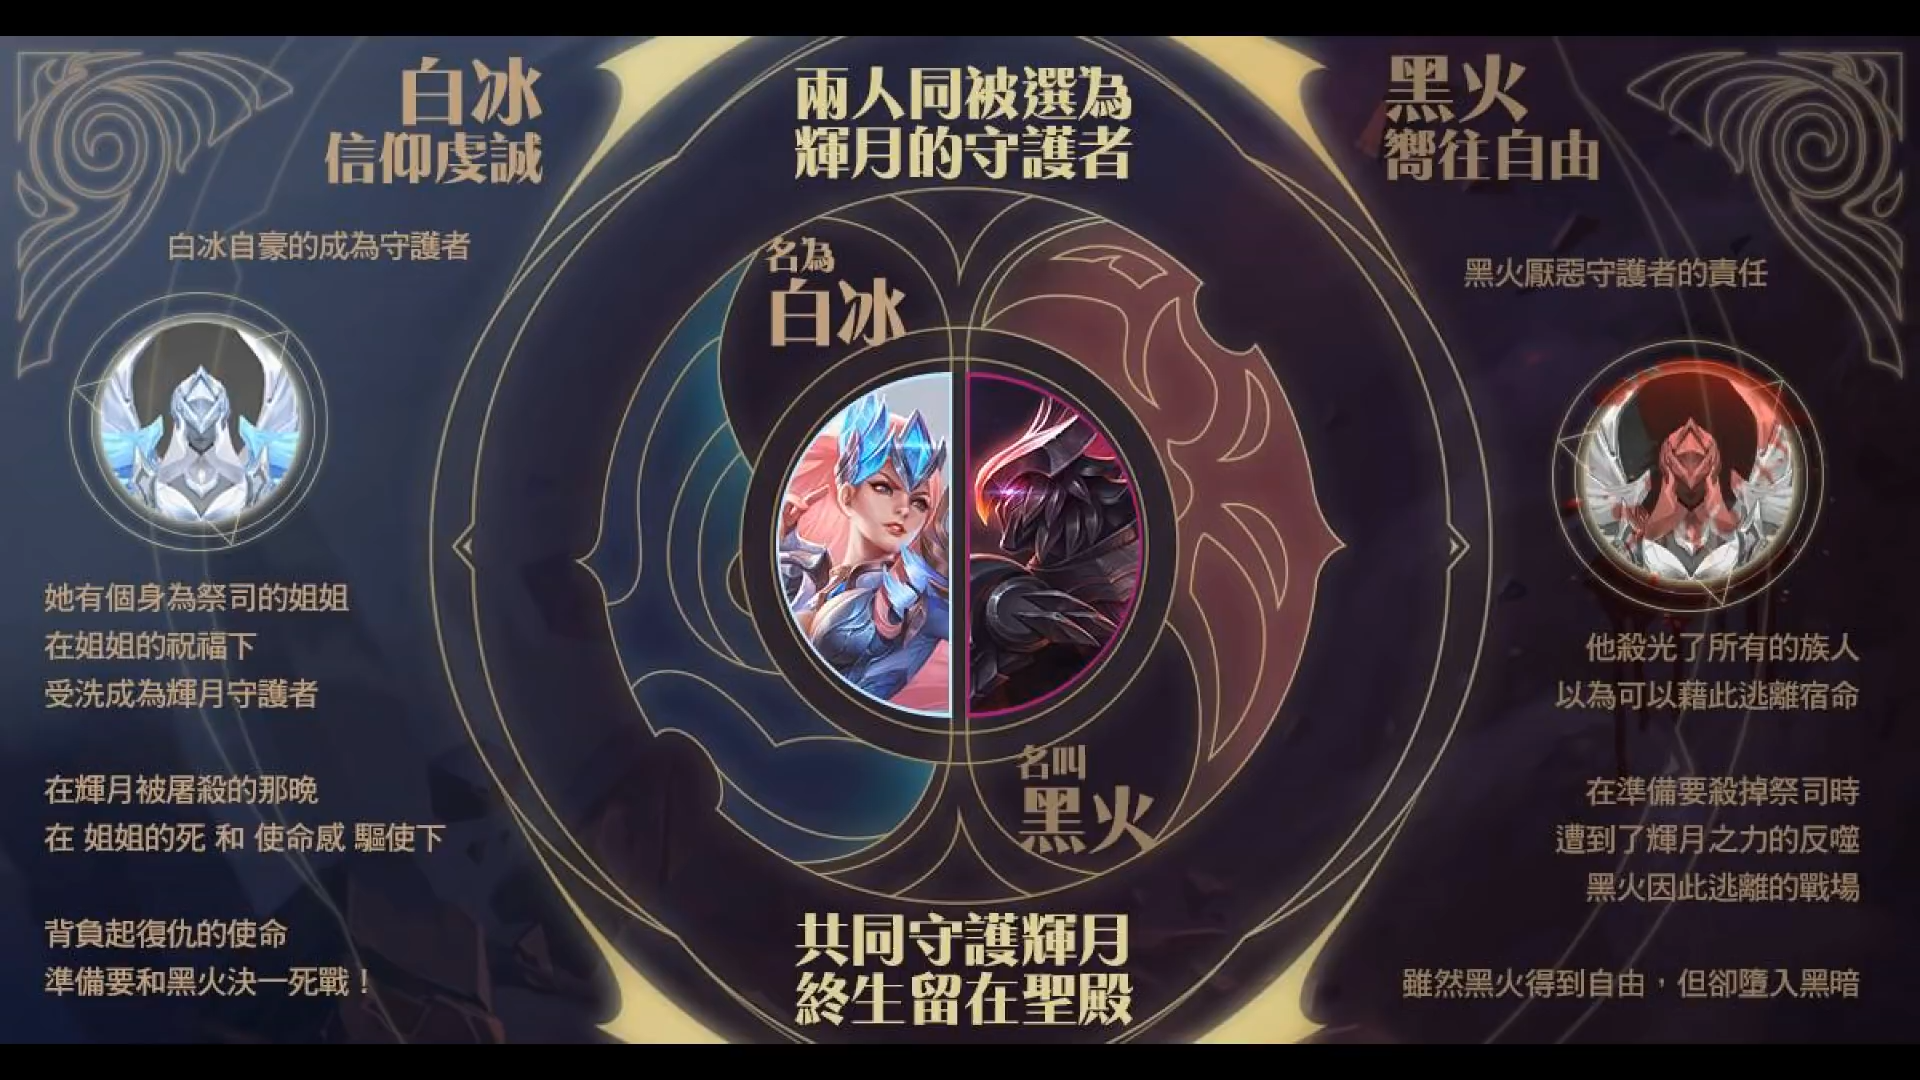 白冰
信仰虔誠
白冰自豪的成為守護者
她有個身為祭司的姐姐
在姐姐的祝福下
受洗成為輝月守護者
在輝月被屠殺的那晚
在 姐姐的死 和 使命感 驅使下
背負起復仇的使命
準備要和黑火決一死戰！
兩人同被選為
輝月的守護者
名為
白冰
名叫
黑火
共同守護輝月
終生留在聖殿
黑火
嚮往自由
黑火厭惡守護者的責任
他殺光了所有的族人
以為可以藉此逃離宿命
在準備要殺掉祭司時
遭到了輝月之力的反噬
黑火因此逃離的戰場
雖然黑火得到自由，但卻墮入黑暗